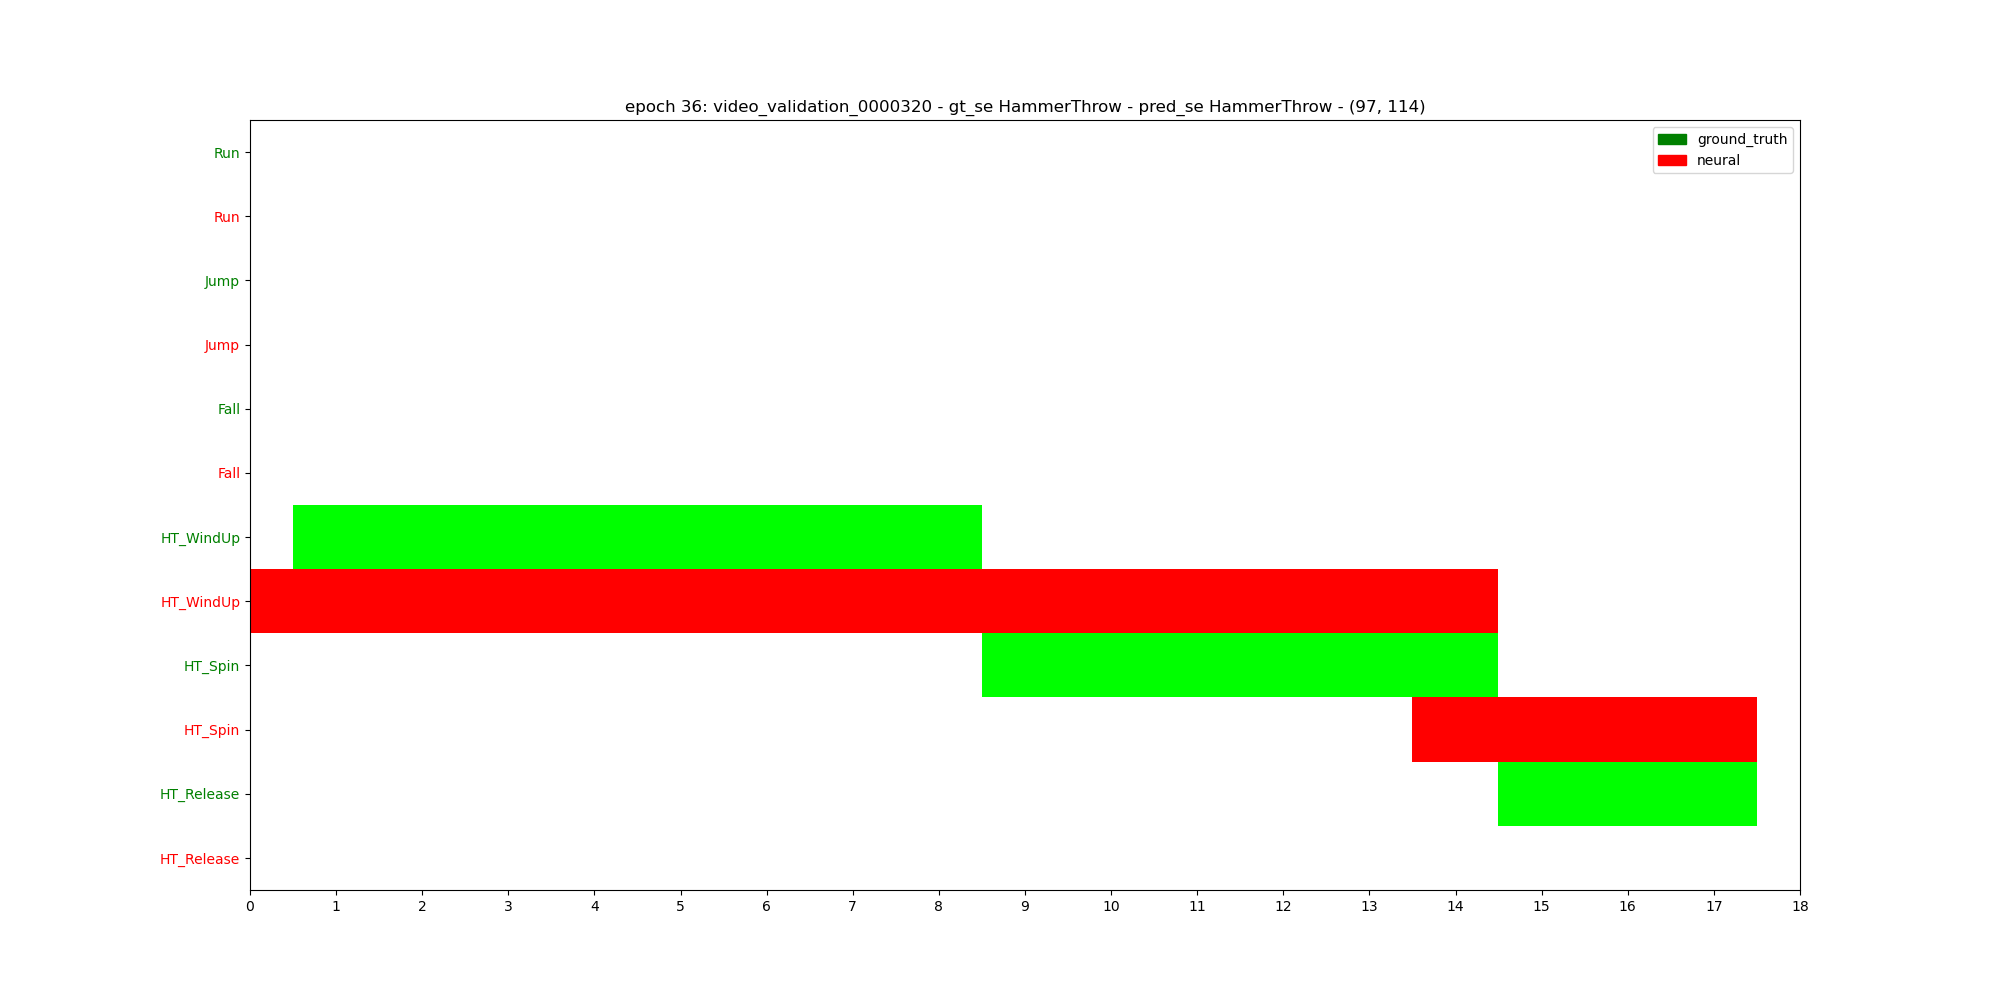 epoch 36: video_validation_0000320 - gt_se HammerThrow - pred_se HammerThrow - (97, 114)
ground_truth
neural
Run
Run
Jump
Jump
Fall
Fall
HT_WindUp
HT_WindUp
HT_Spin
HT_Spin
HT_Release
HT_Release
0 1 2 3 4 5 6 7 8 9 10 11 12 13 14 15 16 17 18